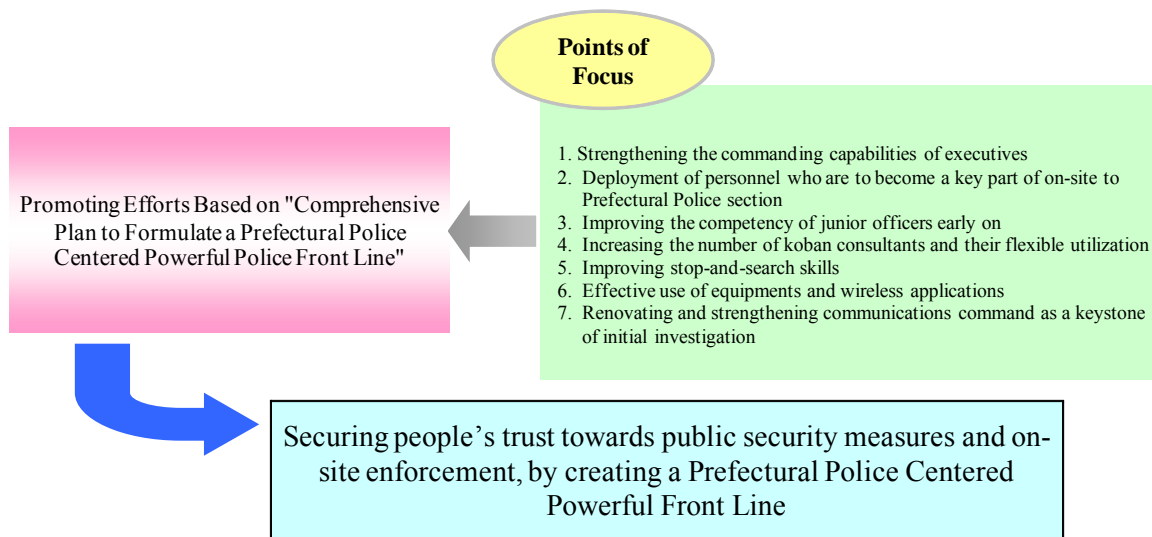 Points of
Focus
1. Strengthening the commanding capabilities of executives
2. Deployment of personnel who are to become a key part of on-site to
Prefectural Police section
3. Improving the competency of junior officers early on
4. Increasing the number of koban consultants and their flexible utilization
5. Improving stop-and-search skills
6. Effective use of equipments and wireless applications
7. Renovating and strengthening communications command as a keystone
of initial investigation
Promoting Efforts Based on "Comprehensive
Plan to Formulate a Prefectural Police
Centered Powerful Police Front Line"
Securing people’s trust towards public security measures and on-
site enforcement, by creating a Prefectural Police Centered
Powerful Front Line